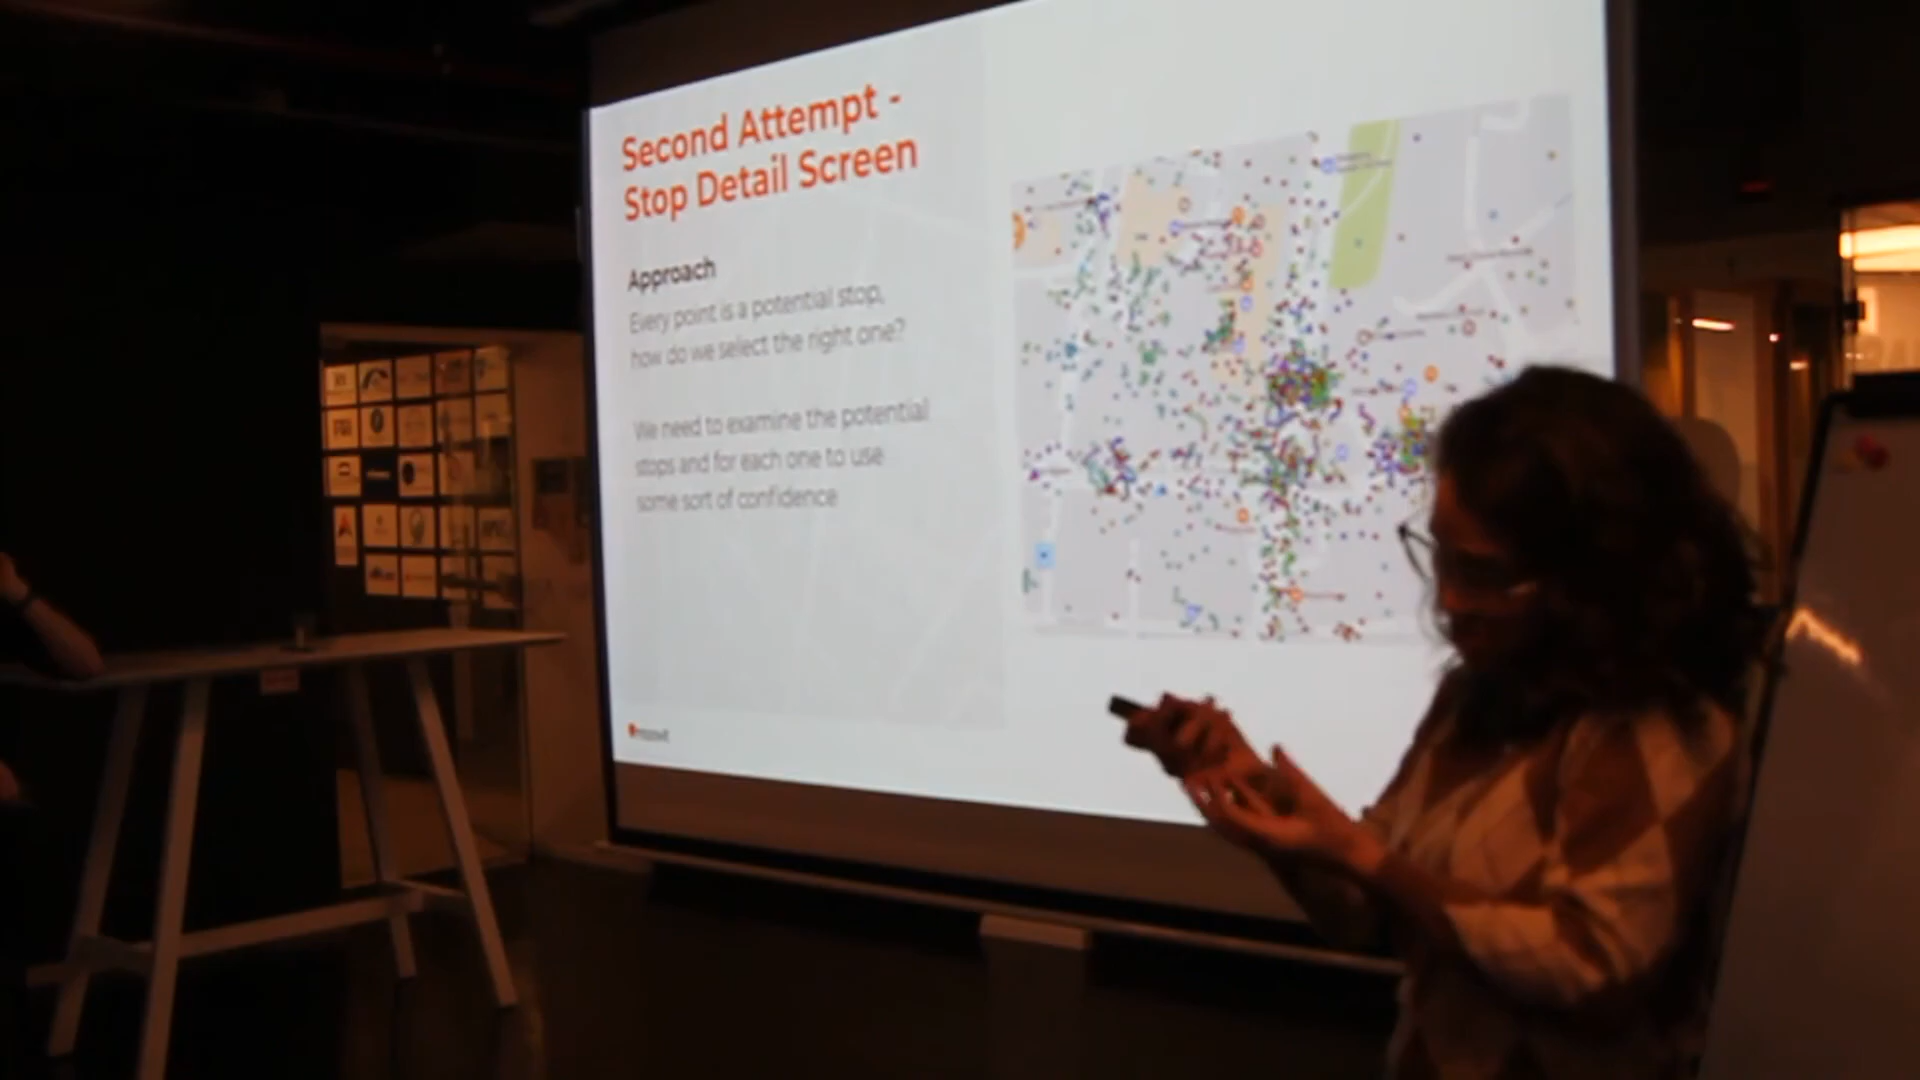 Second Attempt -
Stop Detail Screen
Approach
Every point is a potential stop,
how do we select the right one?
We need to examine the potential
stops and for each one to use
some sort of confidence
moovit